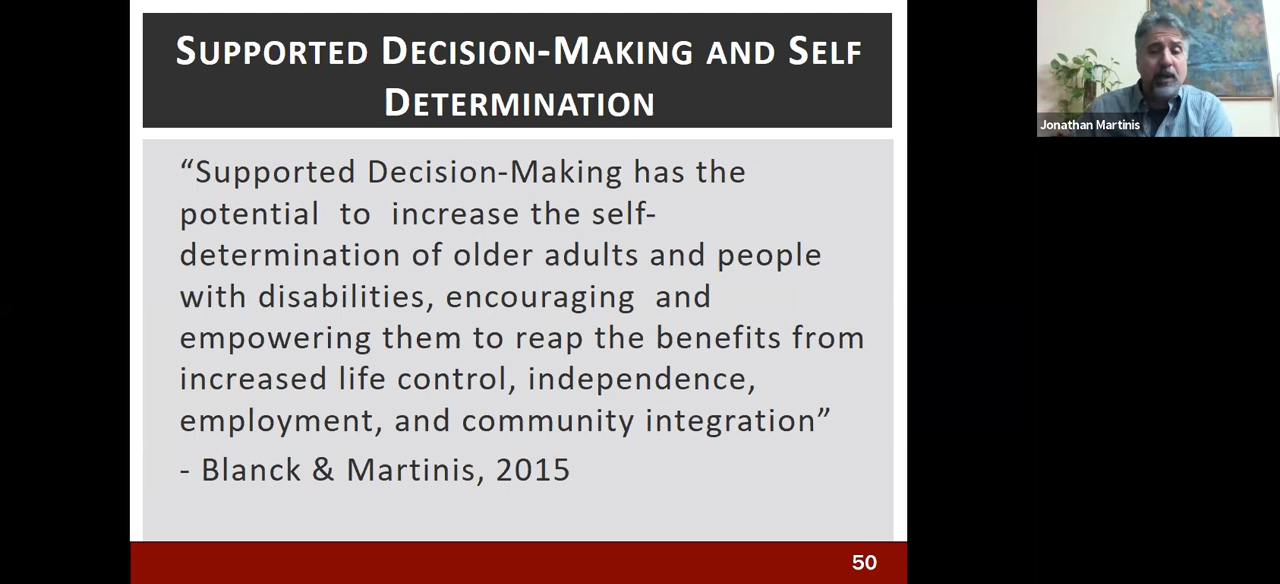 SUPPORTED DECISION-MAKING AND SELF
DETERMINATION
“Supported Decision-Making has the
potential to increase the self-
determination of older adults and people
with disabilities, encouraging and
empowering them to reap the benefits from
increased life control, independence,
employment, and community integration”
- Blanck & Martinis, 2015
50
Jonathan Martinis